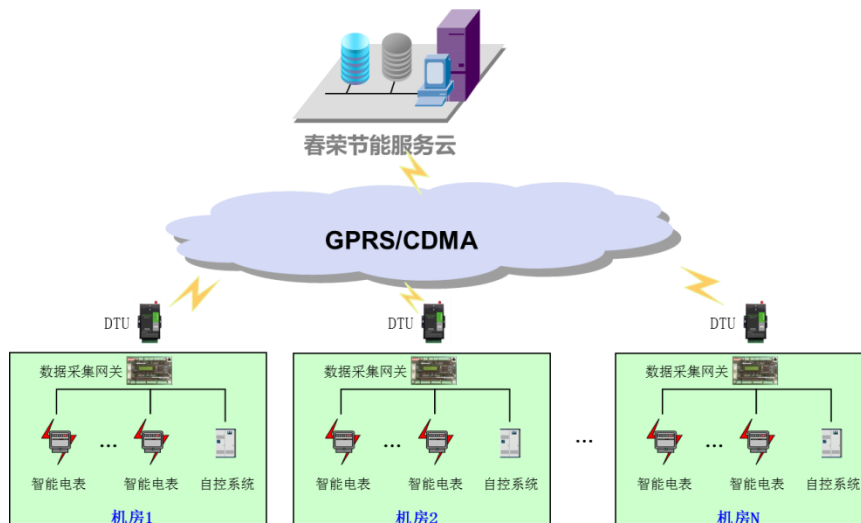 春荣节能服务云
GPRS/CDMA
DTU
DTU
DTU
数据采集网关
数据采集网关
数据采集网关
...
...
...
...
智能电表
智能电表
自控系统
智能电表
智能电表
自控系统
智能电表
智能电表
自控系统
机房1
机房2
机房N